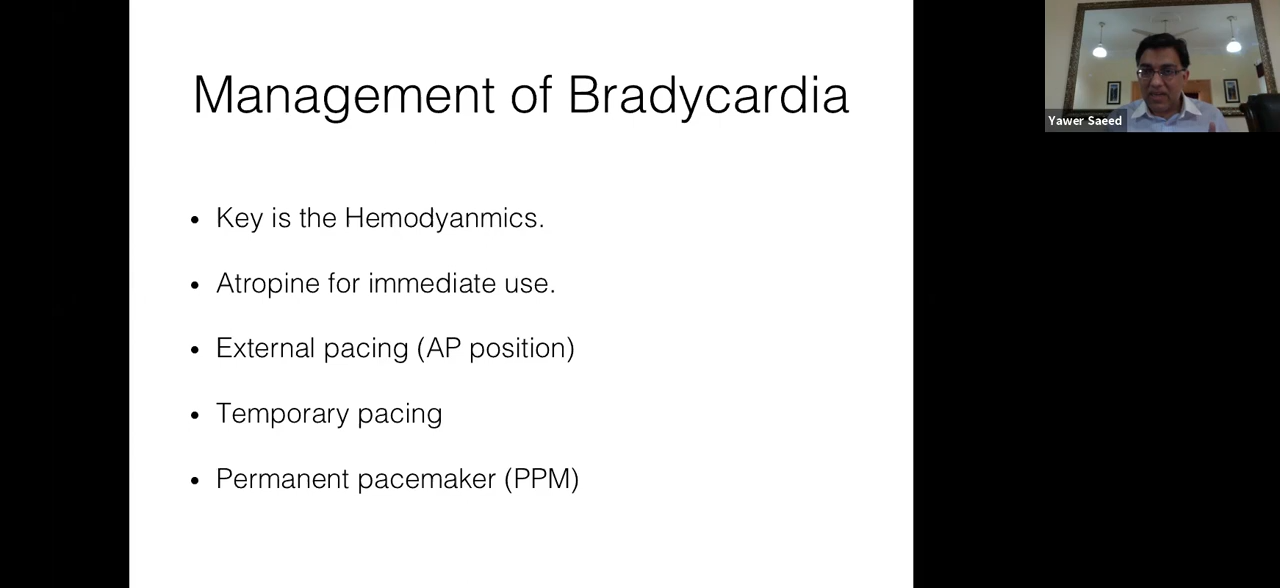 Management of Bradycardia
• Key is the Hemodyanmics.
• Atropine for immediate use.
• External pacing (AP position)
• Temporary pacing
• Permanent pacemaker (PPM)
Yawer Saeed